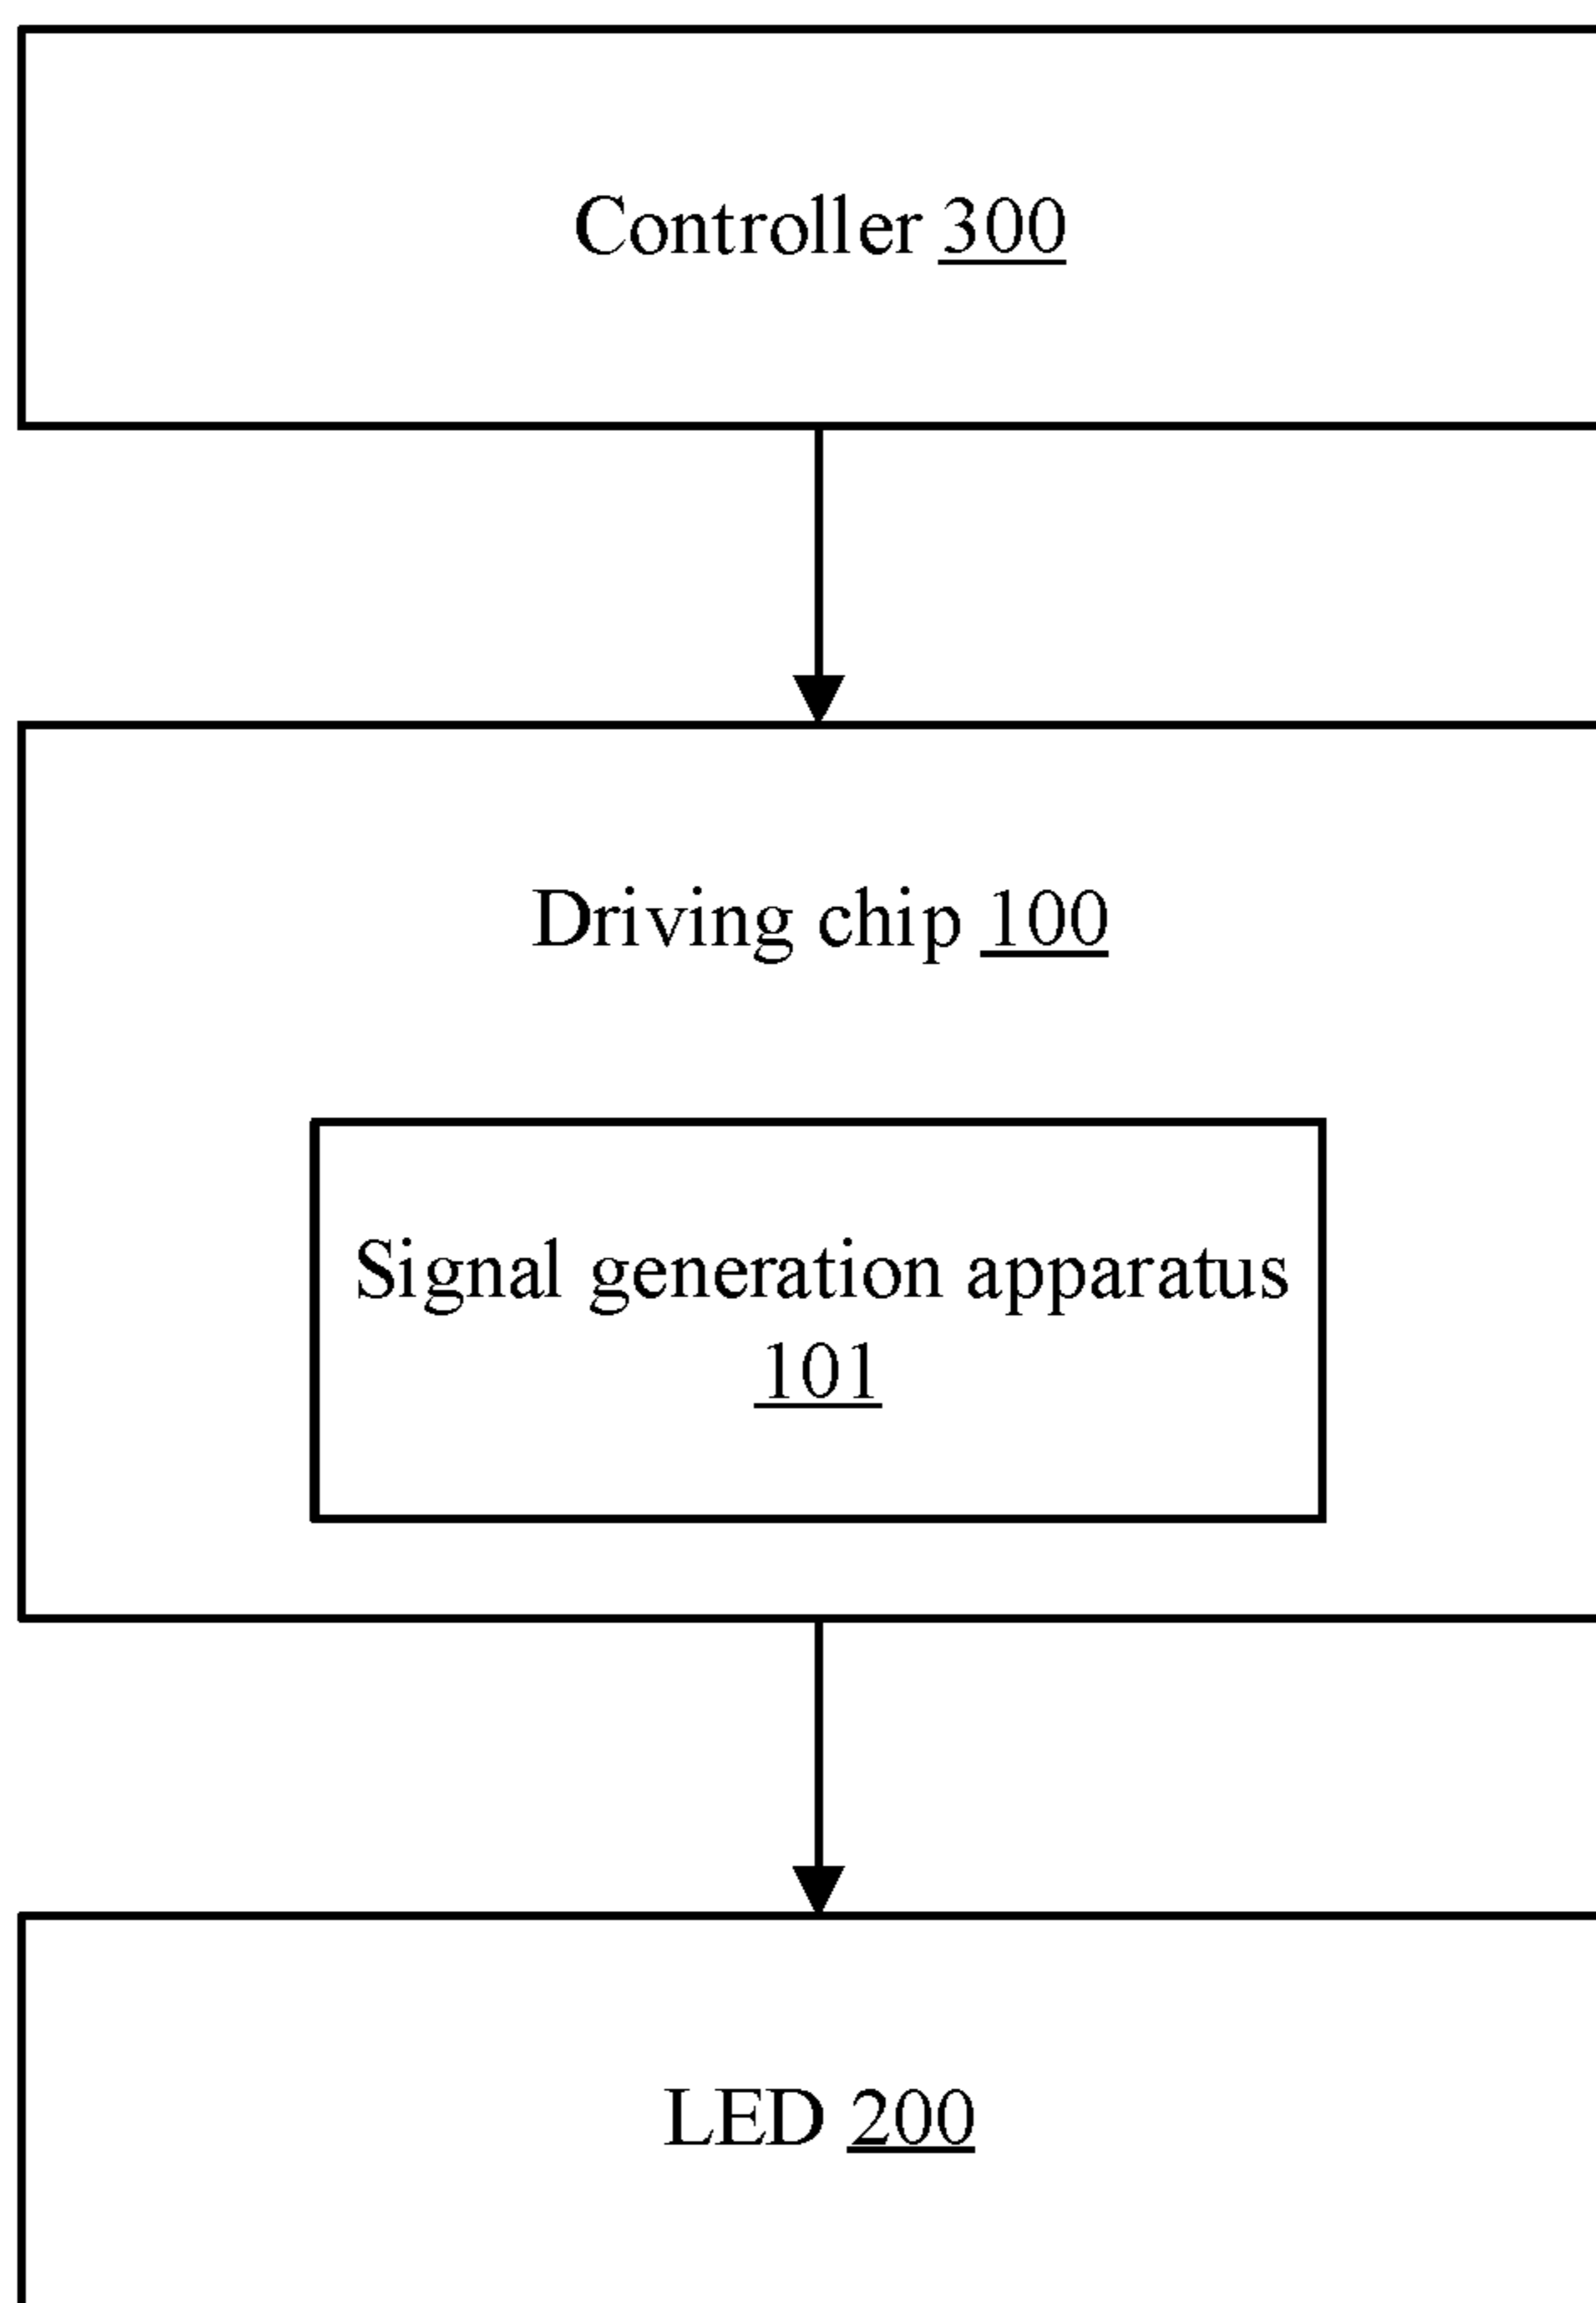 Controller 300
Driving chip 100
Signal generation apparatus
101
LED 200